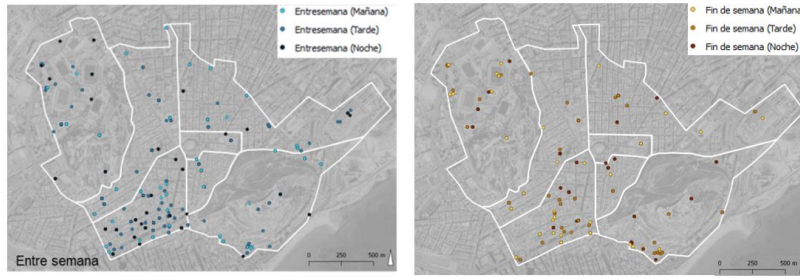 Entresemana (Mañana)
Entresemana (Tarde)
Entresemana (Noche)
Entre semana
0 250 500 m
Fin de semana (Mañana)
Fin de semana (Tarde)
Fin de semana (Noche)
0 250 500 m